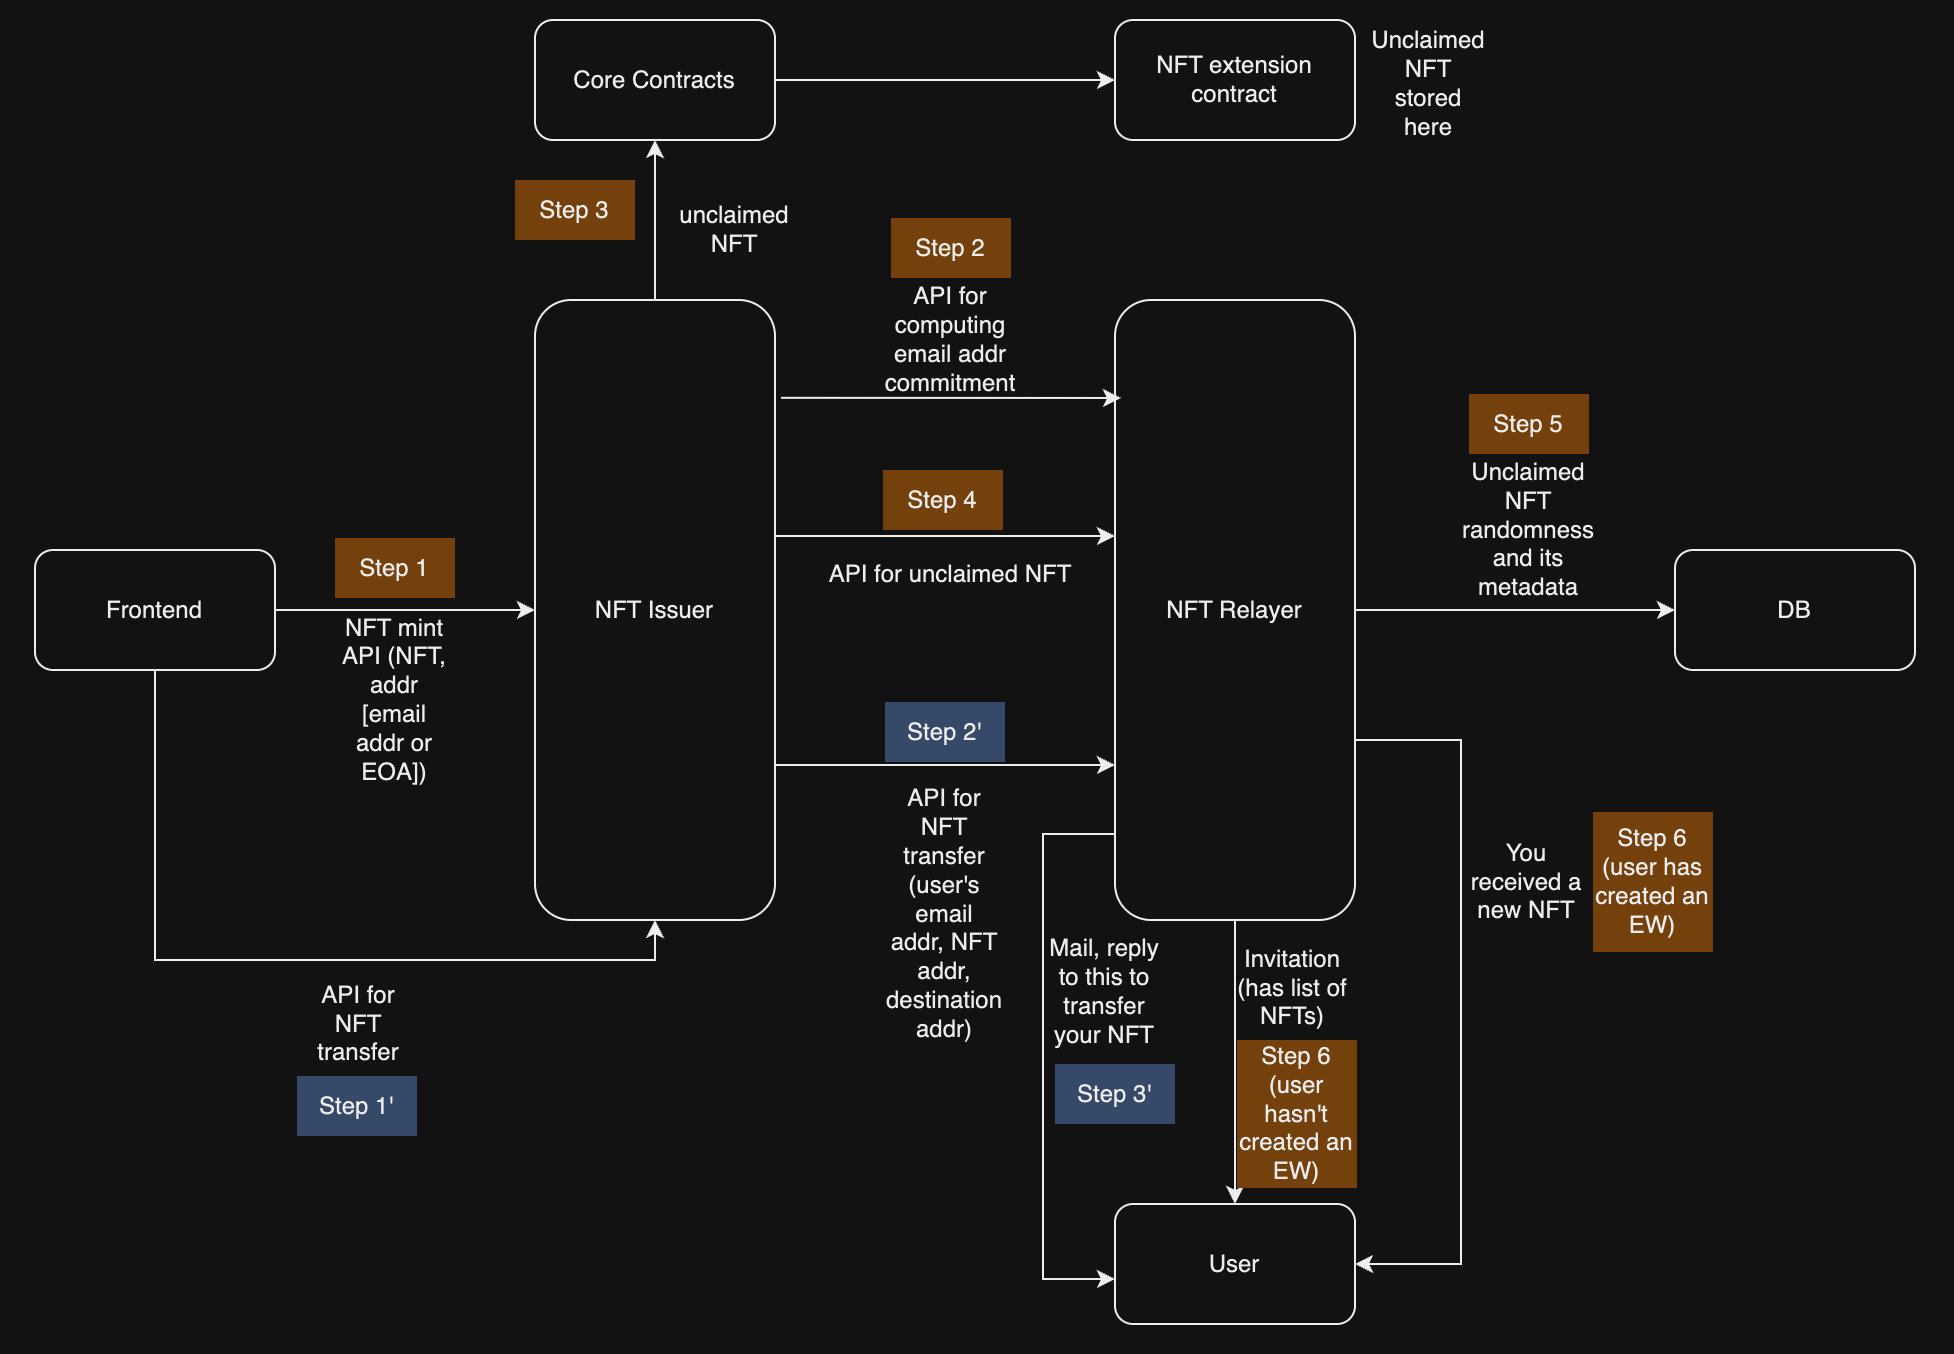 Core Contracts
NFT extension
contract
Unclaimed
NFT
stored
here
Step 3
unclaimed
NFT
Step 2
API for
computing
email addr
commitment
Step 4
API for unclaimed NFT
Step 5
Unclaimed
NFT
randomness
and its
metadata
Frontend
Step 1
NFT mint
API (NFT,
addr
[email
addr or
EOA])
NFT Issuer
NFT Relayer
DB
Step 2'
API for
NFT
transfer
(user's
email
addr, NFT
addr,
destination
addr)
You
received a
new NFT
Step 6
(user has
created an
EW)
Mail, reply
to this to
transfer
your NFT
Step 3'
Invitation
(has list of
NFTs)
Step 6
(user
hasn't
created an
EW)
API for
NFT
transfer
Step 1'
User